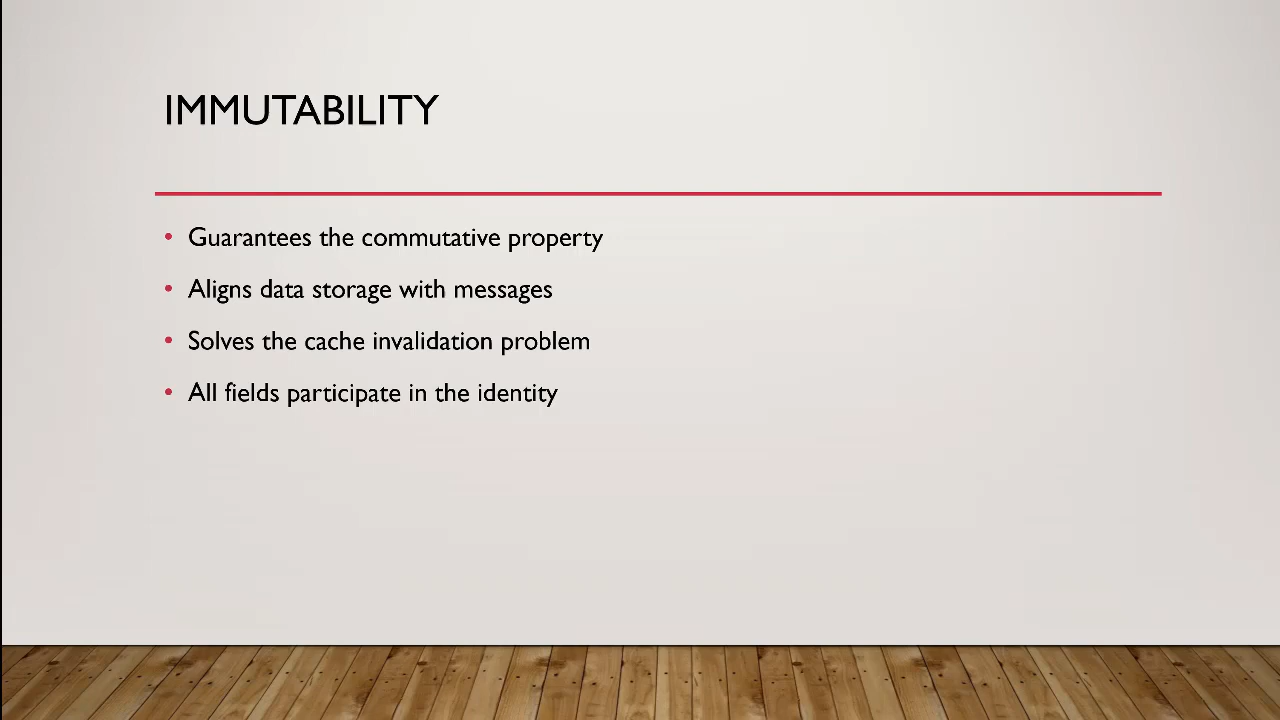 IMMUTABILITY
• Guarantees the commutative property
• Aligns data storage with messages
• Solves the cache invalidation problem
• All fields participate in the identity